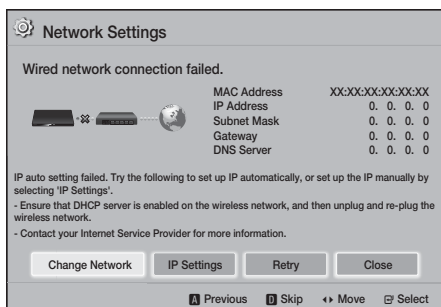 Network Settings
Wired network connection failed.
MAC Address XX:XX:XX:XX:XX:XX
IP Address 0. 0. 0. 0
Subnet Mask 0. 0. 0. 0
Gateway 0. 0. 0. 0
DNS Server 0. 0. 0. 0
IP auto setting failed. Try the following to set up IP automatically, or set up the IP manually by
selecting 'IP Settings'.
- Ensure that DHCP server is enabled on the wireless network, and then unplug and re-plug the
wireless network.
- Contact your Internet Service Provider for more information.
Change Network IP Settings Retry Close
A Previous D Skip Move Select